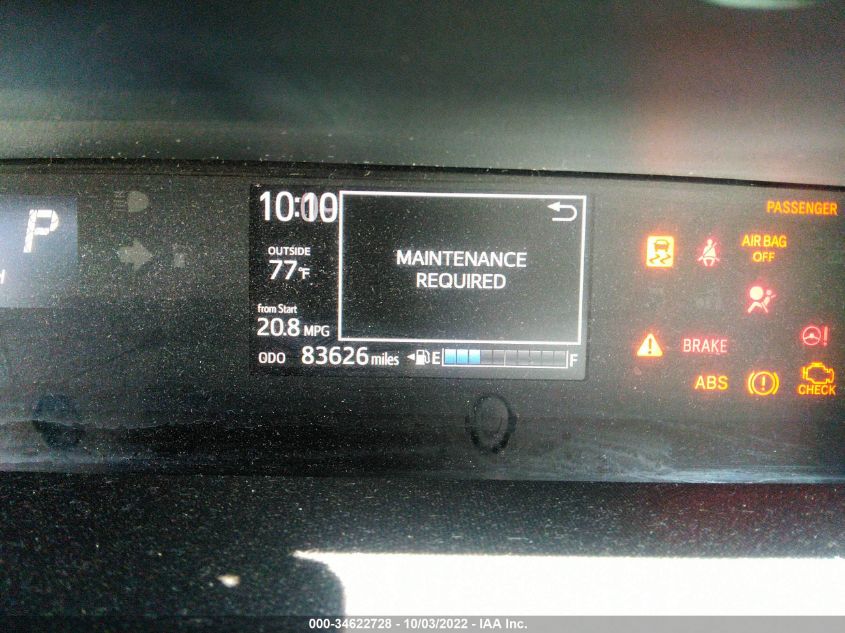 P
10:00
OUTSIDE
77°F
from Start
20.8 MPG
MAINTENANCE
REQUIRED
ODO 83626 miles E F
PASSENGER
AIR BAG
OFF
BRAKE
ABS
CHECK
000-34622728 - 10/03/2022 - IAA Inc.